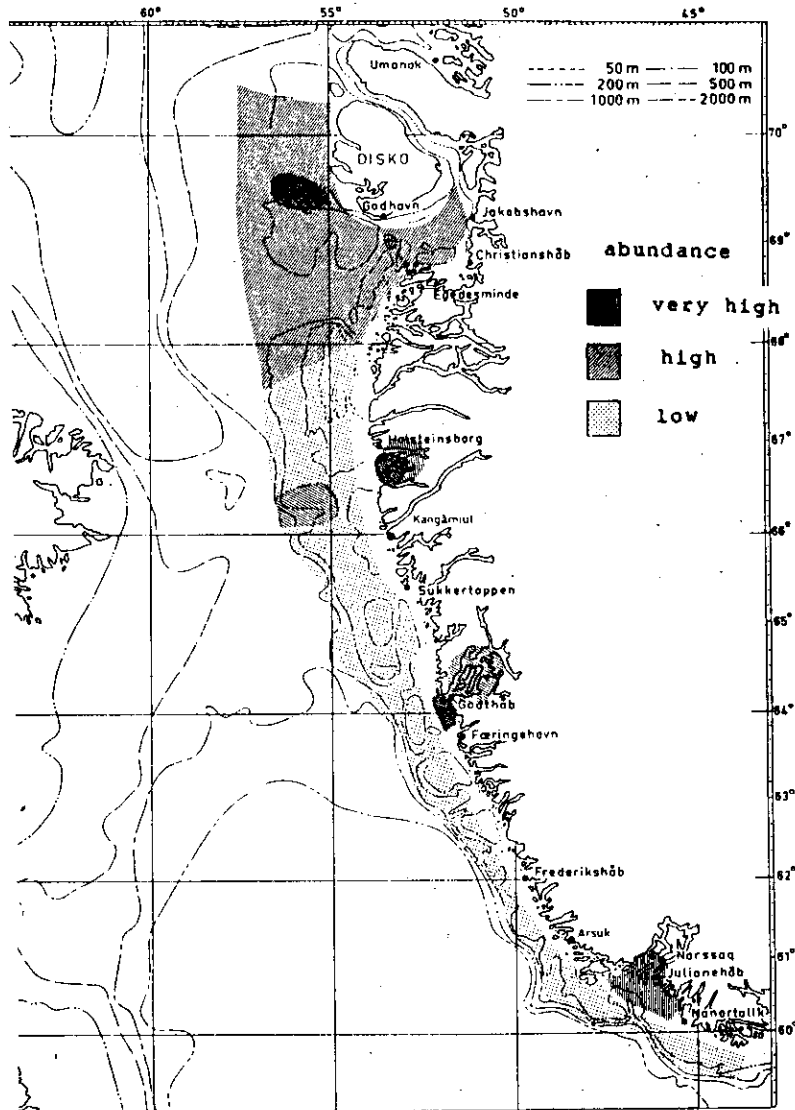 60° 55° 50° 45°
Umanak
50 m 100 m
200 m 500 m
1000 m 2000 m
70°
DISKO
Godhavn
Jakobshavn
69°
Christianshåb
abundance
Egedesminde
very high
68°
high
low
67°
Holsteinsborg
Kangâmiut
66°
Sukkertoppen
65°
Godthåb
64°
Færingehavn
63°
Frederikshåb
62°
Arsuk
Narssaq
61°
Julianehåb
Nanortalik
60°